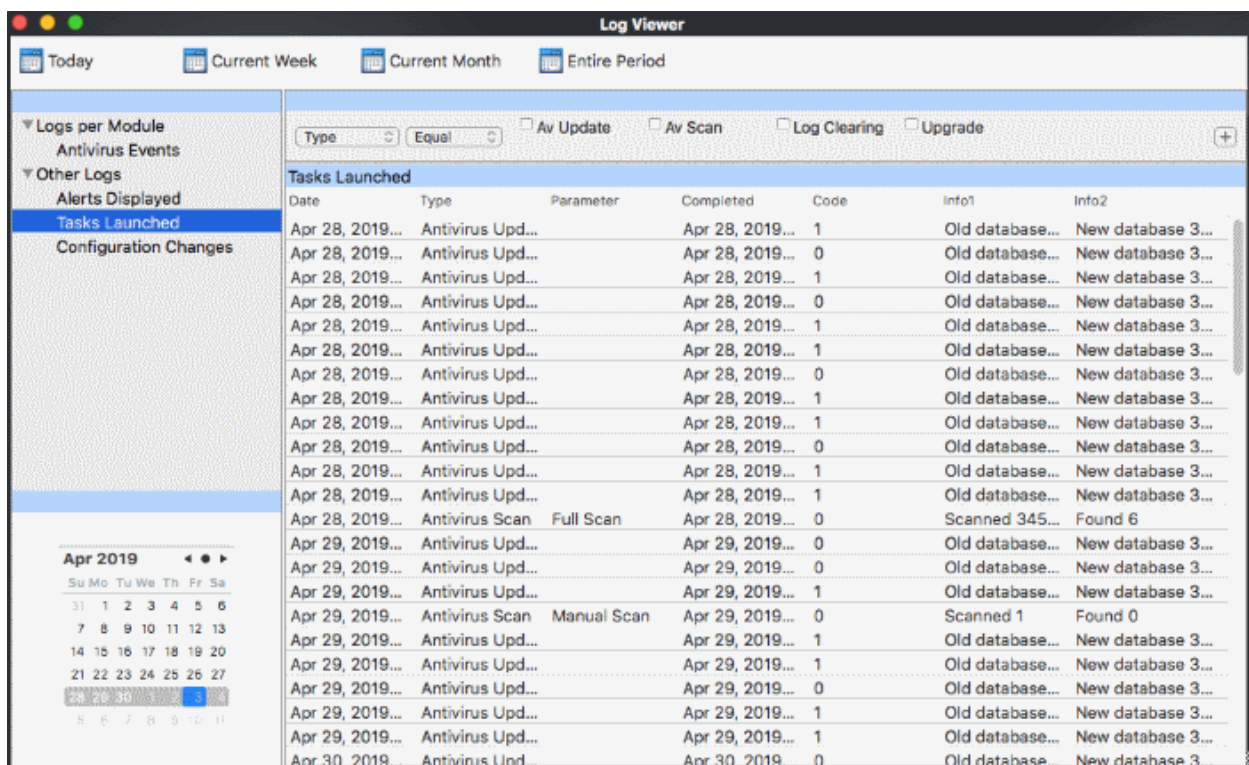 Log Viewer
Today Current Week Current Month Entire Period
Logs per Module
Antivirus Events
Other Logs
Alerts Displayed
Tasks Launched
Configuration Changes
Type Equal Av Update Av Scan Log Clearing Upgrade +
Tasks Launched
Date Type Parameter Completed Code Info1 Info2
Apr 28, 2019... Antivirus Upd... Apr 28, 2019... 1 Old database... New database 3...
Apr 28, 2019... Antivirus Upd... Apr 28, 2019... 0 Old database... New database 3...
Apr 28, 2019... Antivirus Upd... Apr 28, 2019... 1 Old database... New database 3...
Apr 28, 2019... Antivirus Upd... Apr 28, 2019... 0 Old database... New database 3...
Apr 28, 2019... Antivirus Upd... Apr 28, 2019... 1 Old database... New database 3...
Apr 28, 2019... Antivirus Upd... Apr 28, 2019... 1 Old database... New database 3...
Apr 28, 2019... Antivirus Upd... Apr 28, 2019... 0 Old database... New database 3...
Apr 28, 2019... Antivirus Upd... Apr 28, 2019... 1 Old database... New database 3...
Apr 28, 2019... Antivirus Upd... Apr 28, 2019... 1 Old database... New database 3...
Apr 28, 2019... Antivirus Upd... Apr 28, 2019... 0 Old database... New database 3...
Apr 28, 2019... Antivirus Upd... Apr 28, 2019... 1 Old database... New database 3...
Apr 28, 2019... Antivirus Upd... Apr 28, 2019... 1 Old database... New database 3...
Apr 28, 2019... Antivirus Scan Full Scan Apr 28, 2019... 0 Scanned 345... Found 6
Apr 29, 2019... Antivirus Upd... Apr 29, 2019... 0 Old database... New database 3...
Apr 29, 2019... Antivirus Upd... Apr 29, 2019... 0 Old database... New database 3...
Apr 29, 2019... Antivirus Upd... Apr 29, 2019... 1 Old database... New database 3...
Apr 29, 2019... Antivirus Scan Manual Scan Apr 29, 2019... 0 Scanned 1 Found 0
Apr 29, 2019... Antivirus Upd... Apr 29, 2019... 1 Old database... New database 3...
Apr 29, 2019... Antivirus Upd... Apr 29, 2019... 1 Old database... New database 3...
Apr 29, 2019... Antivirus Upd... Apr 29, 2019... 0 Old database... New database 3...
Apr 29, 2019... Antivirus Upd... Apr 29, 2019... 1 Old database... New database 3...
Apr 29, 2019... Antivirus Upd... Apr 29, 2019... 1 Old database... New database 3...
Apr 30, 2019... Antivirus Upd... Apr 30, 2019... 0 Old database... New database 3...
Apr 2019
Su Mo Tu We Th Fr Sa
31 1 2 3 4 5 6
7 8 9 10 11 12 13
14 15 16 17 18 19 20
21 22 23 24 25 26 27
28 29 30 1 2 3 4
5 6 7 8 9 10 11